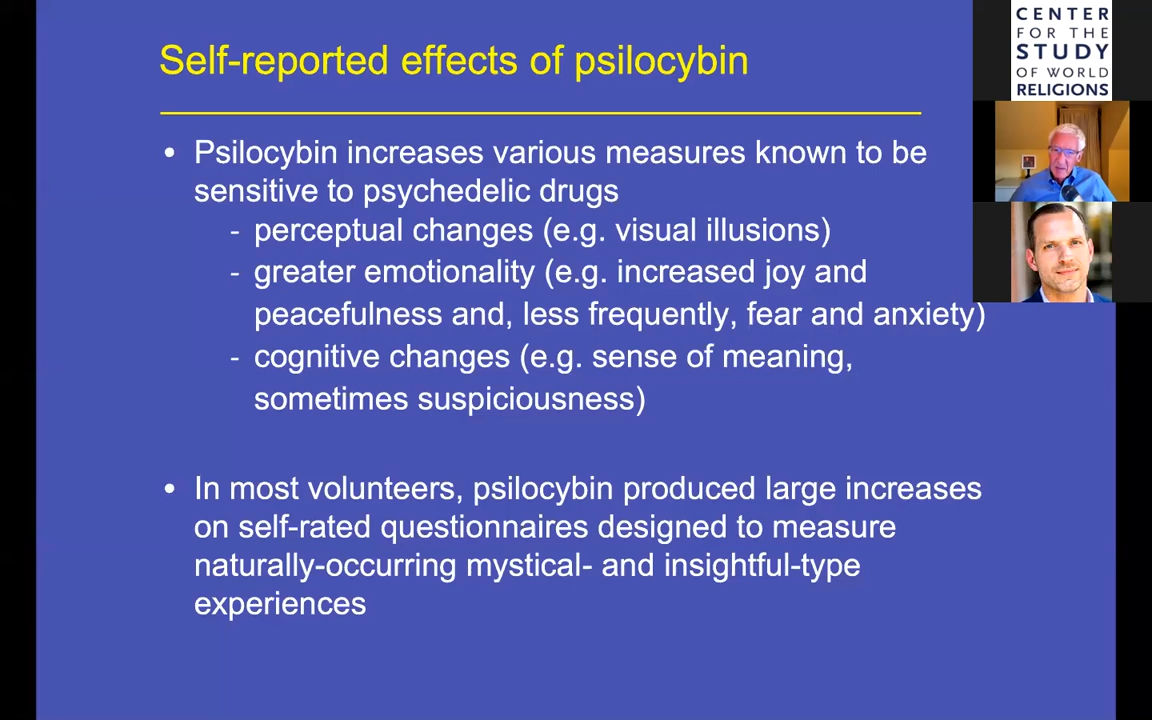 Self-reported effects of psilocybin
• Psilocybin increases various measures known to be
sensitive to psychedelic drugs
- perceptual changes (e.g. visual illusions)
- greater emotionality (e.g. increased joy and
peacefulness and, less frequently, fear and anxiety)
- cognitive changes (e.g. sense of meaning,
sometimes suspiciousness)
• In most volunteers, psilocybin produced large increases
on self-rated questionnaires designed to measure
naturally-occurring mystical- and insightful-type
experiences
CENTER
FOR THE
STUDY
OF WORLD
RELIGIONS